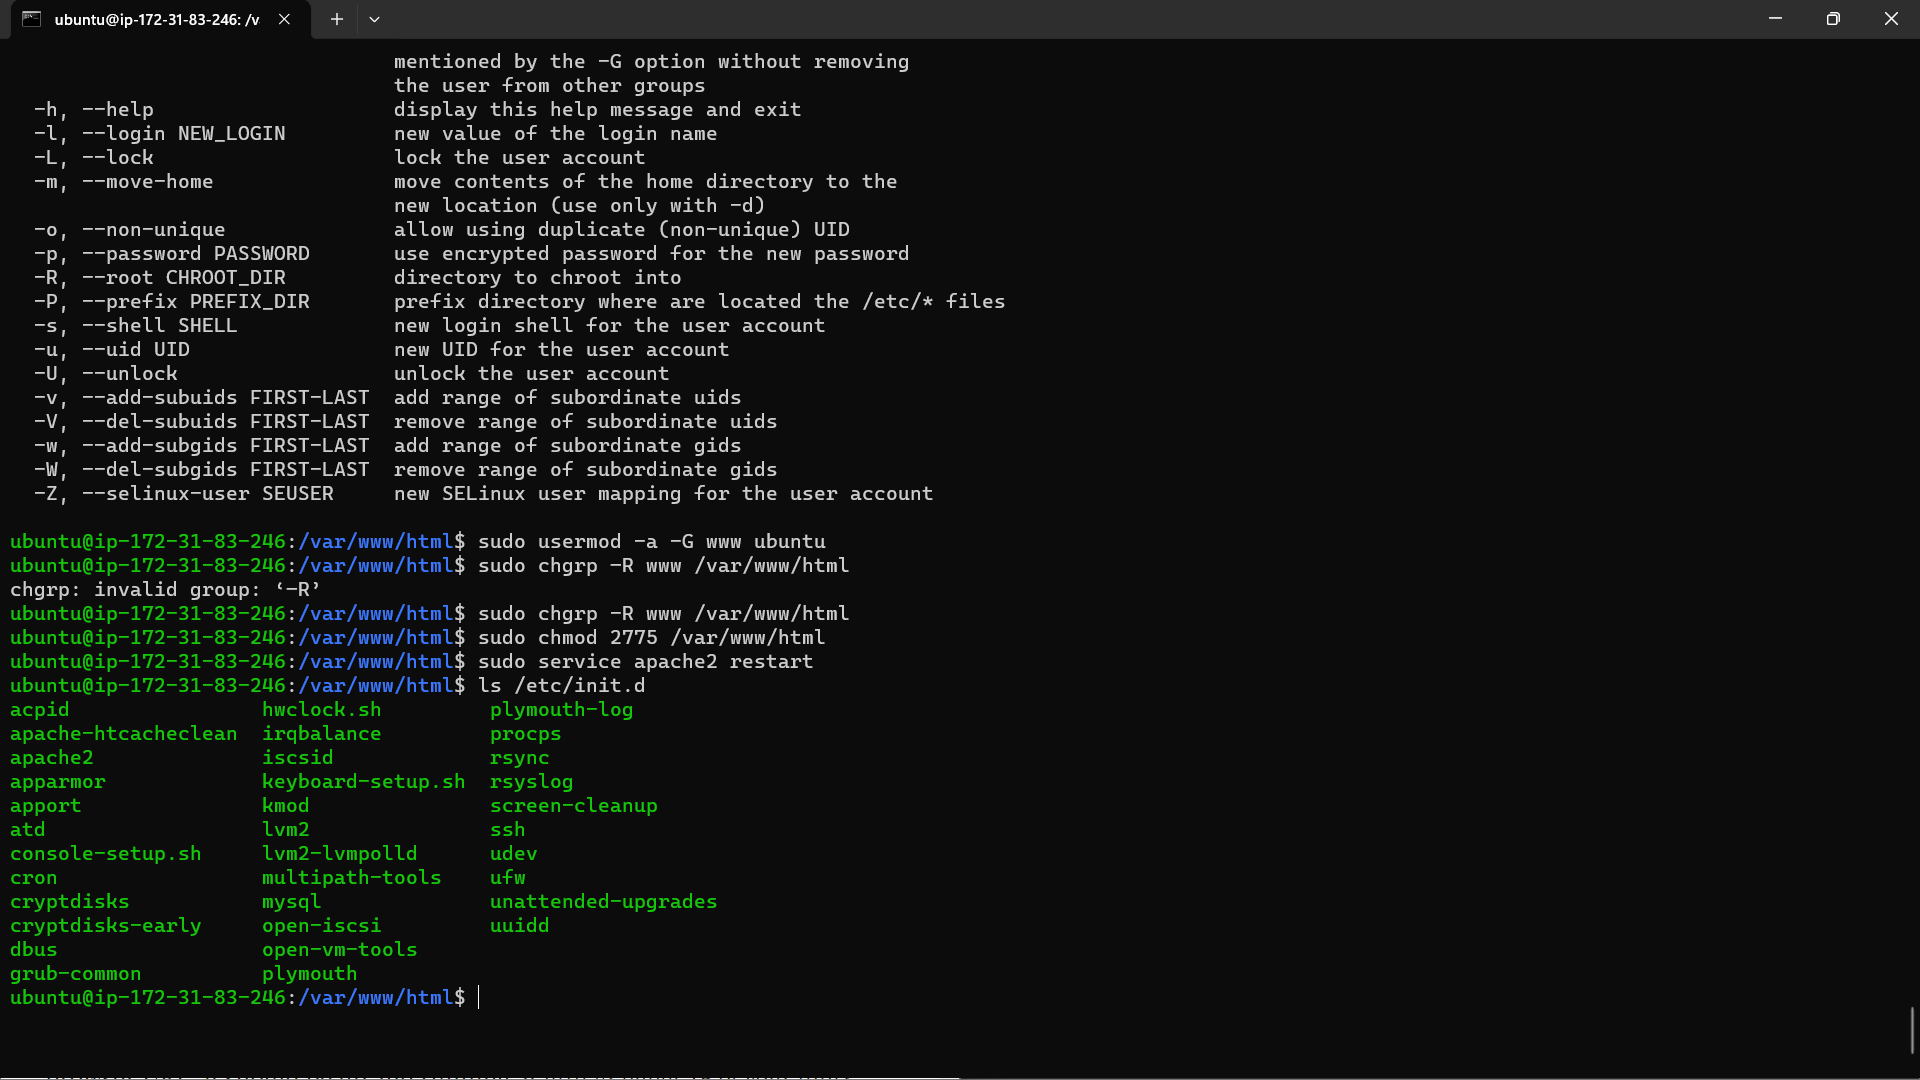 ubuntu@ip-172-31-83-246: /v
mentioned by the -G option without removing
the user from other groups
-h, --help                    display this help message and exit
-l, --login NEW_LOGIN         new value of the login name
-L, --lock                    lock the user account
-m, --move-home               move contents of the home directory to the
new location (use only with -d)
-o, --non-unique              allow using duplicate (non-unique) UID
-p, --password PASSWORD       use encrypted password for the new password
-R, --root CHROOT_DIR         directory to chroot into
-P, --prefix PREFIX_DIR       prefix directory where are located the /etc/* files
-s, --shell SHELL             new login shell for the user account
-u, --uid UID                 new UID for the user account
-U, --unlock                  unlock the user account
-v, --add-subuids FIRST-LAST  add range of subordinate uids
-V, --del-subuids FIRST-LAST  remove range of subordinate uids
-w, --add-subgids FIRST-LAST  add range of subordinate gids
-W, --del-subgids FIRST-LAST  remove range of subordinate gids
-Z, --selinux-user SEUSER     new SELinux user mapping for the user account
ubuntu@ip-172-31-83-246:/var/www/html$ sudo usermod -a -G www ubuntu
ubuntu@ip-172-31-83-246:/var/www/html$ sudo chgrp -R www /var/www/html
chgrp: invalid group: ‘-R’
ubuntu@ip-172-31-83-246:/var/www/html$ sudo chgrp -R www /var/www/html
ubuntu@ip-172-31-83-246:/var/www/html$ sudo chmod 2775 /var/www/html
ubuntu@ip-172-31-83-246:/var/www/html$ sudo service apache2 restart
ubuntu@ip-172-31-83-246:/var/www/html$ ls /etc/init.d
acpid                hwclock.sh         plymouth-log
apache-htcacheclean  irqbalance         procps
apache2              iscsid             rsync
apparmor             keyboard-setup.sh  rsyslog
apport               kmod               screen-cleanup
atd                  lvm2               ssh
console-setup.sh     lvm2-lvmpolld      udev
cron                 multipath-tools    ufw
cryptdisks           mysql              unattended-upgrades
cryptdisks-early     open-iscsi         uuidd
dbus                 open-vm-tools
grub-common          plymouth
ubuntu@ip-172-31-83-246:/var/www/html$